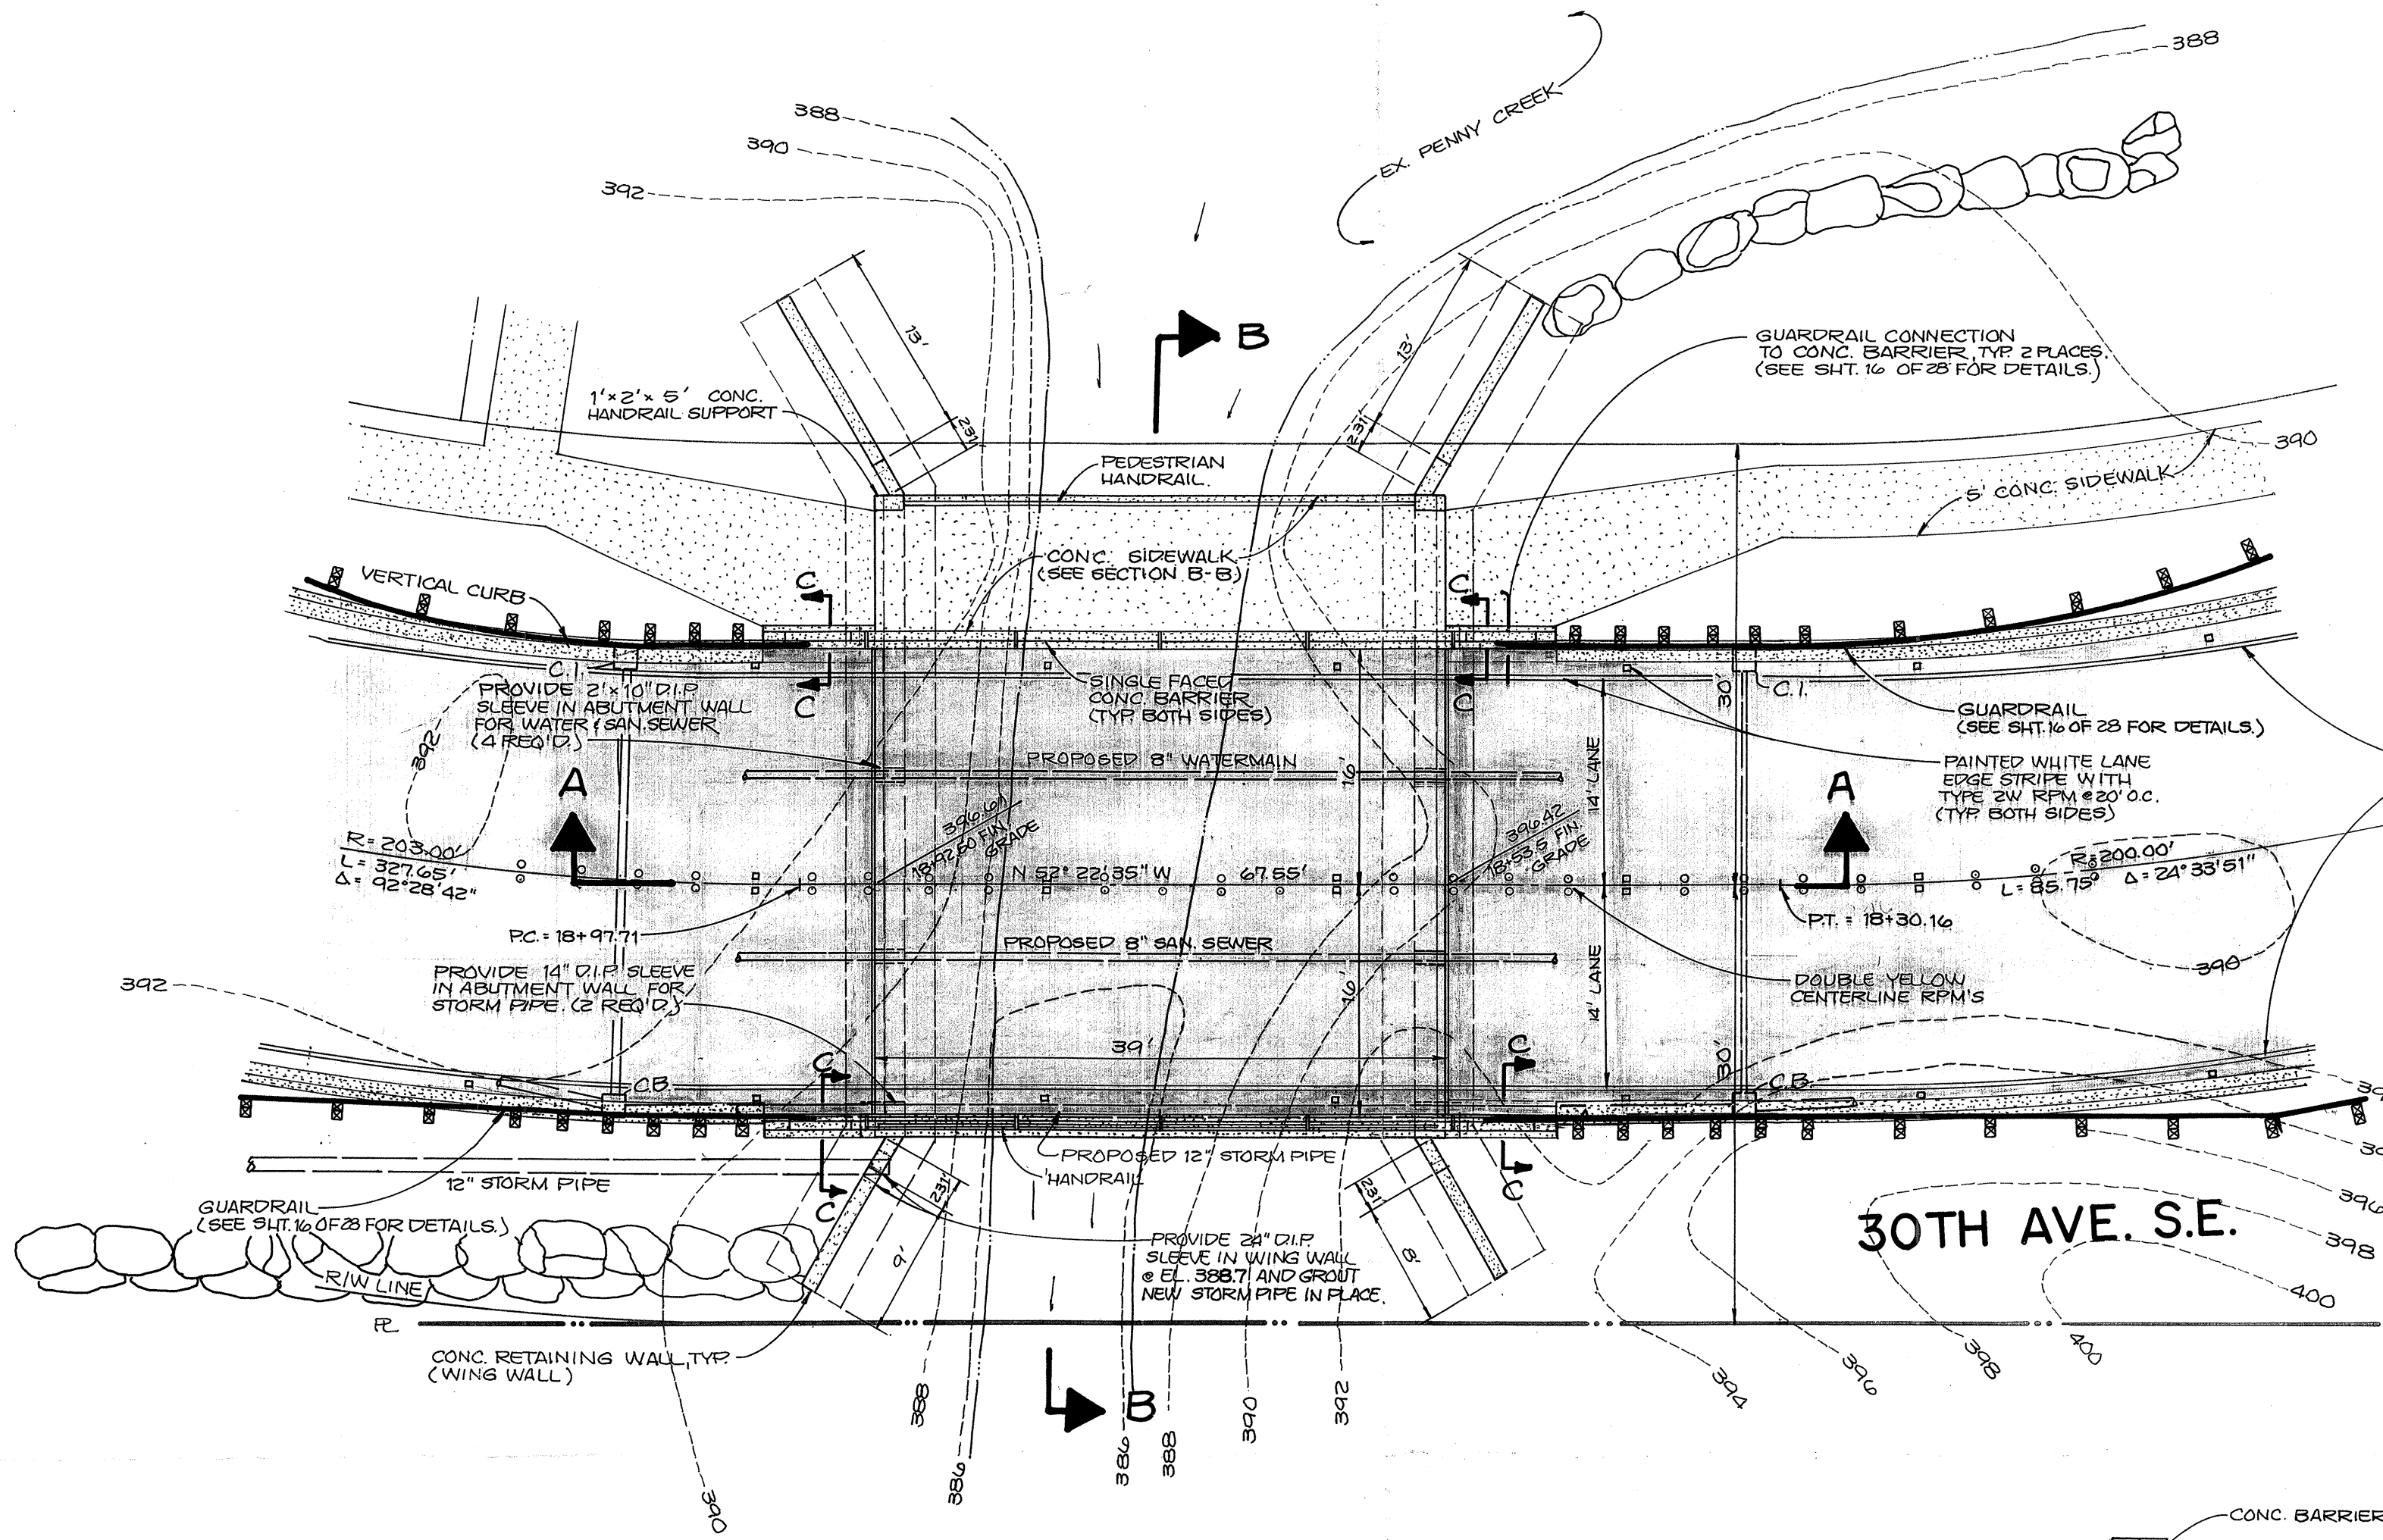 388
388
390
392
EX. PENNY CREEK
13'
13'
B
GUARDRAIL CONNECTION
TO CONC. BARRIER, TYP. 2 PLACES.
(SEE SHT. 16 OF 28 FOR DETAILS.)
1'x2'x5' CONC.
HANDRAIL SUPPORT
2.31'
2.31'
390
PEDESTRIAN
HANDRAIL
5' CONC. SIDEWALK
CONC. SIDEWALK
(SEE SECTION B-B)
VERTICAL CURB
C
C
C.I.
PROVIDE 2'x10" D.I.P.
SLEEVE IN ABUTMENT WALL
FOR WATER & SAN. SEWER
(4 REQ'D.)
C
SINGLE FACED
CONC. BARRIER
(TYP. BOTH SIDES)
C
30'
C.I.
GUARDRAIL
(SEE SHT. 16 OF 28 FOR DETAILS.)
392
PROPOSED 8" WATERMAIN
16'
14' LANE
PAINTED WHITE LANE
EDGE STRIPE WITH
TYPE 2W RPM @ 20' O.C.
(TYP. BOTH SIDES)
A
A
396.67
18+92.60 FIN.
GRADE
396.42
18+53.5 FIN.
GRADE
R=203.00'
L=327.65'
Δ=92°28'42"
N 52° 22' 35" W 67.55'
R=200.00'
L=85.75' Δ=24°33'51"
P.C.=18+97.71
P.T.=18+30.16
PROPOSED 8" SAN. SEWER
392
PROVIDE 14" D.I.P. SLEEVE
IN ABUTMENT WALL FOR
STORM PIPE. (2 REQ'D.)
16'
14' LANE
DOUBLE YELLOW
CENTERLINE RPM'S
390
39'
C
C
30'
C.B.
C.B.
PROPOSED 12" STORM PIPE
HANDRAIL
12" STORM PIPE
2.31'
2.31'
C
C
396
GUARDRAIL
(SEE SHT. 16 OF 28 FOR DETAILS.)
30TH AVE. S.E.
398
9'
PROVIDE 24" D.I.P.
SLEEVE IN WING WALL
@ EL. 388.7 AND GROUT
NEW STORM PIPE IN PLACE.
8'
R/W LINE
400
PL
CONC. RETAINING WALL, TYP.
(WING WALL)
B
388
386
386
388
390
392
394
396
398
400
390
CONC. BARRIER